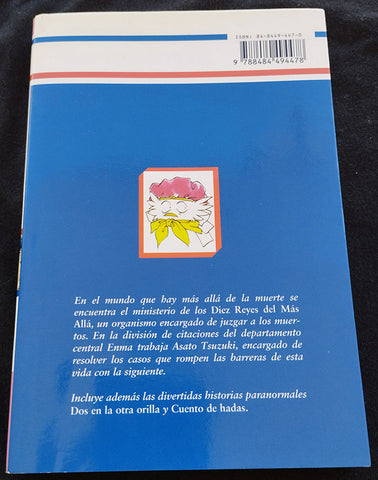 ISBN: 84-8449-447-0
9 788484 494478
En el mundo que hay más allá de la muerte se
encuentra el ministerio de los Diez Reyes del Más
Allá, un organismo encargado de juzgar a los muer-
tos. En la división de citaciones del departamento
central Enma trabaja Asato Tsuzuki, encargado de
resolver los casos que rompen las barreras de esta
vida con la siguiente.
Incluye además las divertidas historias paranormales
Dos en la otra orilla y Cuento de hadas.